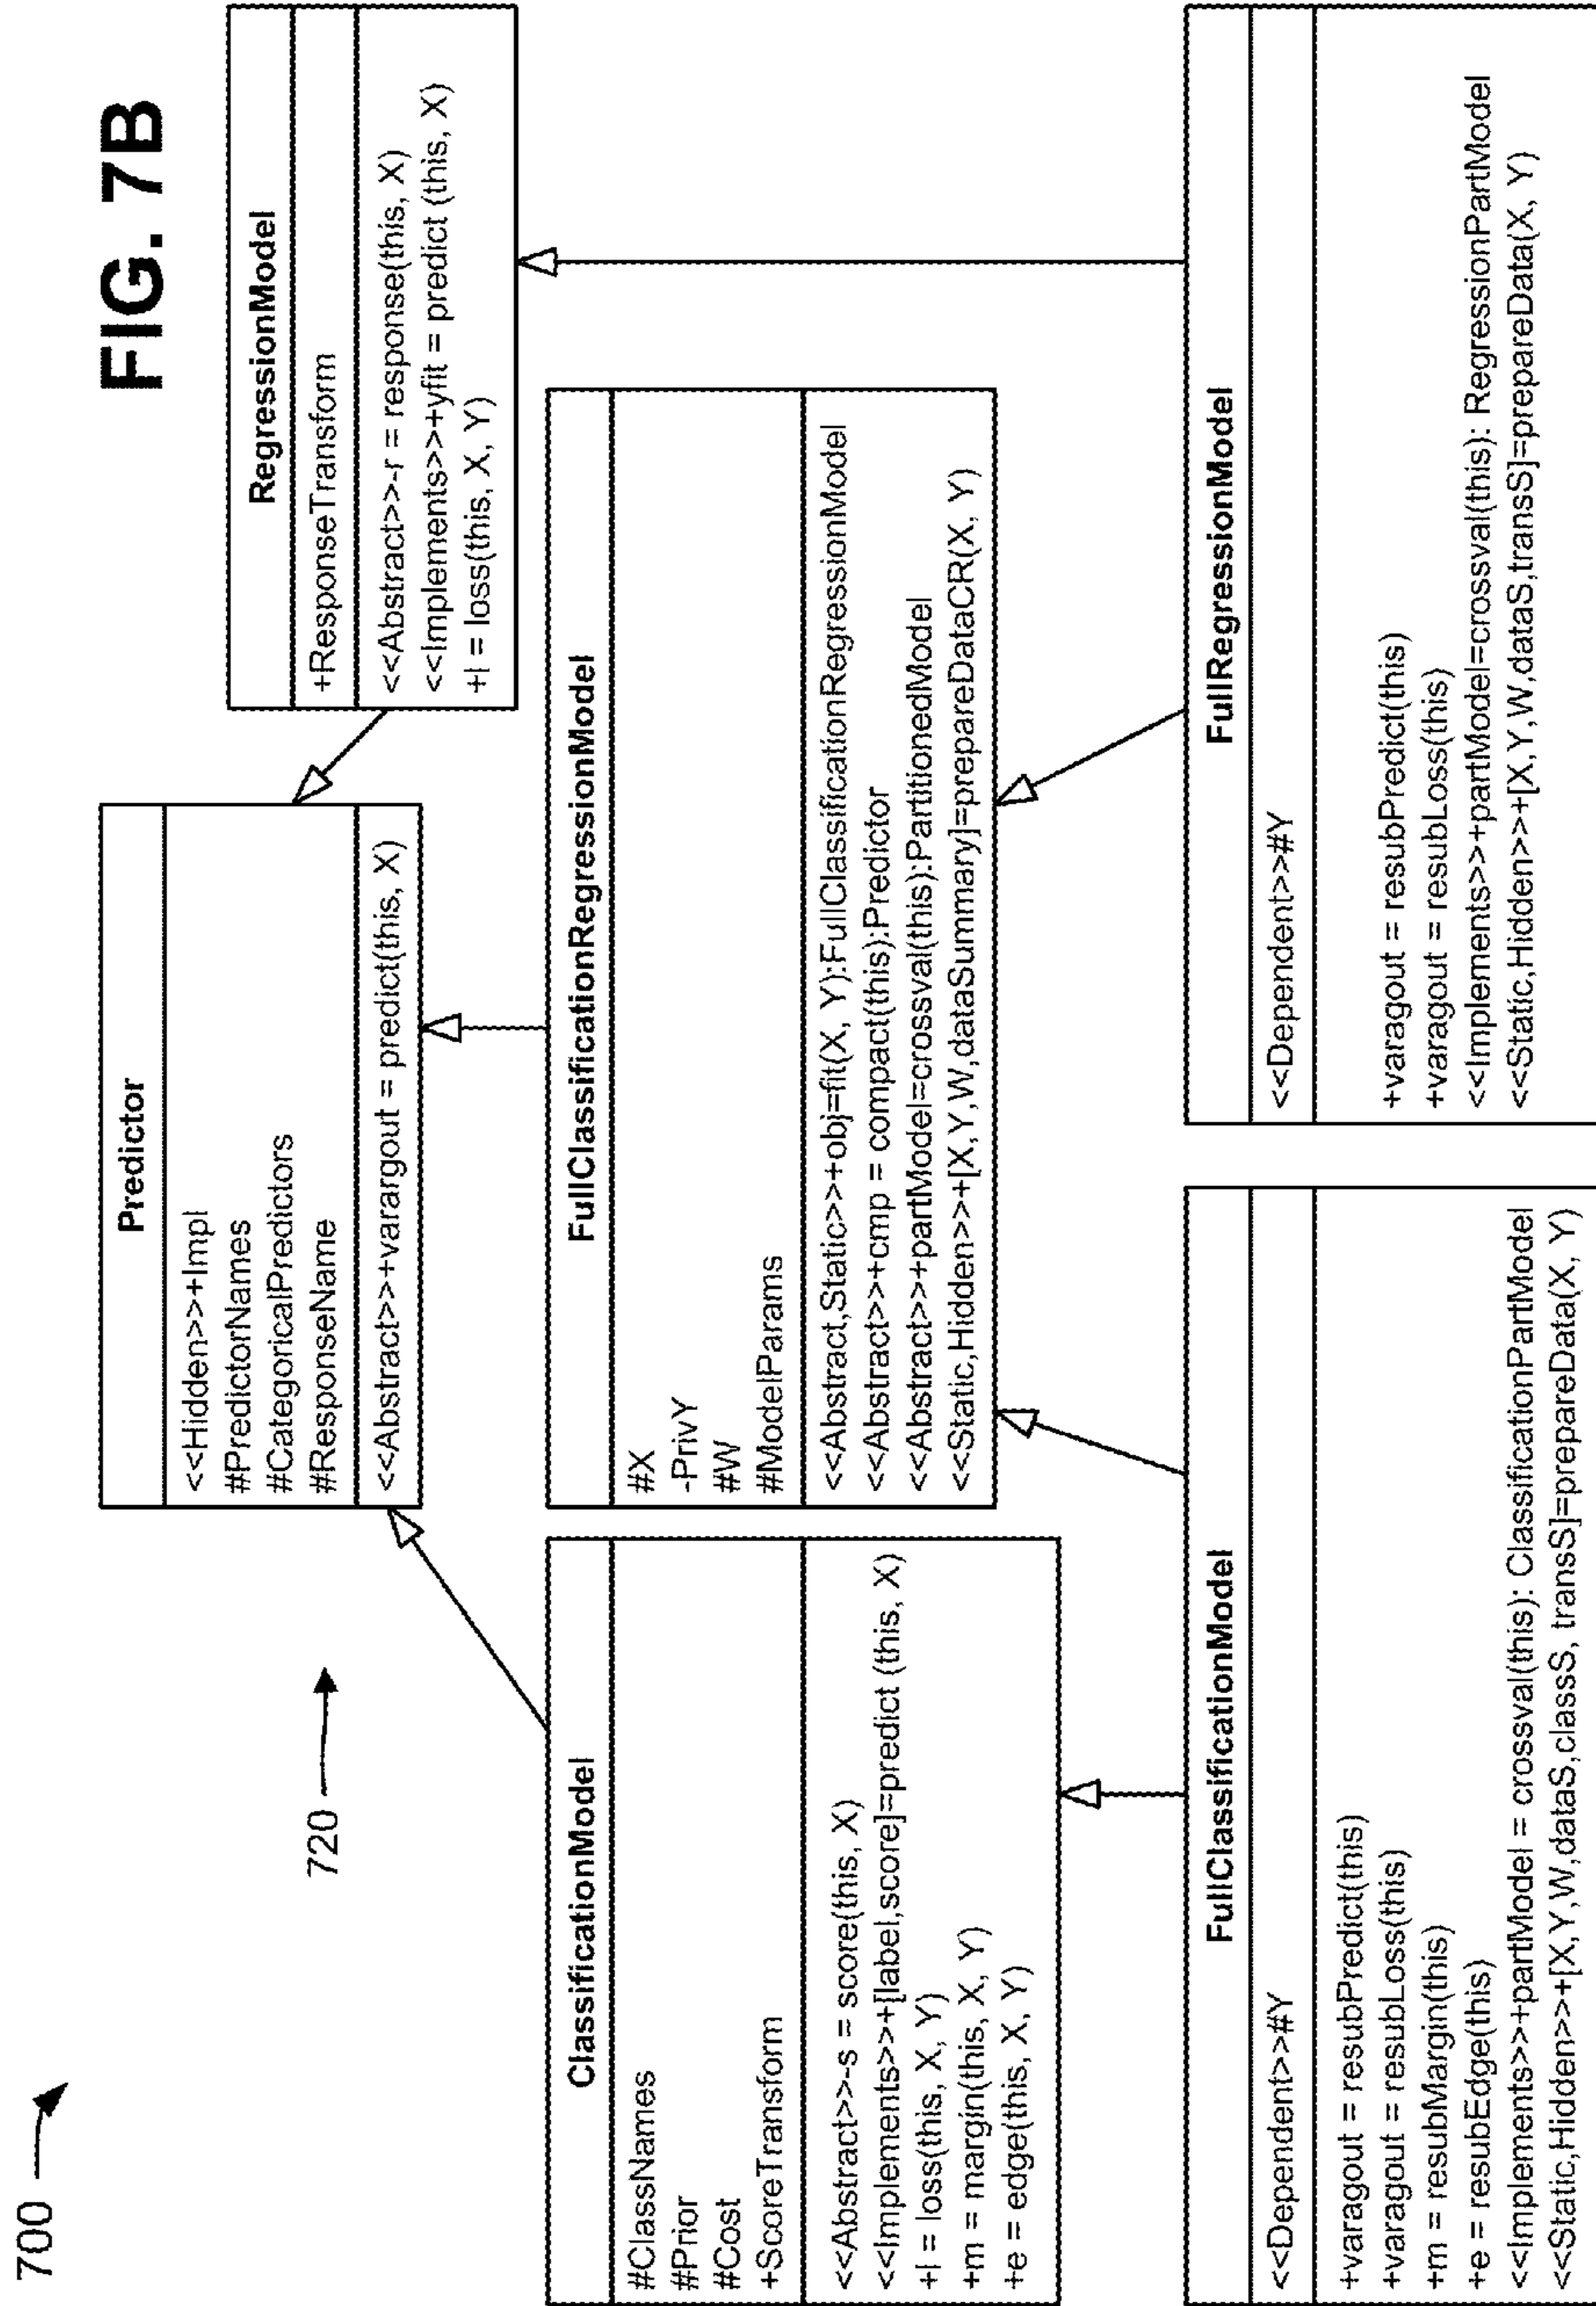 700
FIG. 7B
720
Predictor
<<Hidden>>+Impl
#PredictorNames
#CategoricalPredictors
#ResponseName
<<Abstract>>+varargout = predict(this, X)
RegressionModel
+ResponseTransform
<<Abstract>>-r = response(this, X)
<<Implements>>+yfit = predict (this, X)
+l = loss(this, X, Y)
ClassificationModel
#ClassNames
#Prior
#Cost
+ScoreTransform
<<Abstract>>-s = score(this, X)
<<Implements>>+[label,score]=predict (this, X)
+l = loss(this, X, Y)
+m = margin(this, X, Y)
+e = edge(this, X, Y)
FullClassificationRegressionModel
#X
-PrivY
#W
#ModelParams
<<Abstract,Static>>+obj=fit(X, Y):FullClassificationRegressionModel
<<Abstract>>+cmp = compact(this):Predictor
<<Abstract>>+partModel=crossval(this):PartitionedModel
<<Static,Hidden>>+[X,Y,W,dataSummary]=prepareDataCR(X, Y)
FullClassificationModel
<<Dependent>>#Y
+varagout = resubPredict(this)
+varagout = resubLoss(this)
+m = resubMargin(this)
+e = resubEdge(this)
<<Implements>>+partModel = crossval(this): ClassificationPartModel
<<Static,Hidden>>+[X,Y,W,dataS,classS, transS]=prepareData(X, Y)
FullRegressionModel
<<Dependent>>#Y
+varagout = resubPredict(this)
+varagout = resubLoss(this)
<<Implements>>+partModel=crossval(this): RegressionPartModel
<<Static,Hidden>>+[X,Y,W,dataS,transS]=prepareData(X, Y)